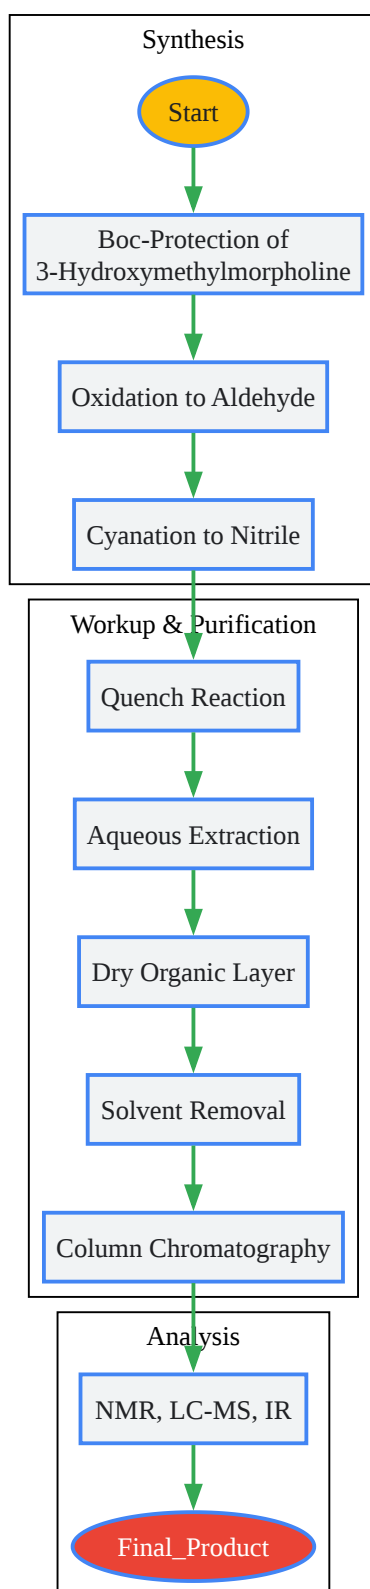 Synthesis
Start
Boc-Protection of
3-Hydroxymethylmorpholine
Oxidation to Aldehyde
Cyanation to Nitrile
Workup & Purification
Quench Reaction
Aqueous Extraction
Dry Organic Layer
Solvent Removal
Column Chromatography
Analysis
NMR, LC-MS, IR
Final_Product